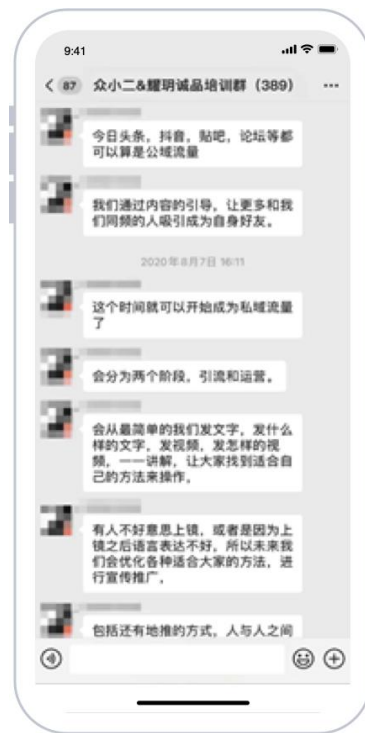 9:41
87 众小二&耀玥诚品培训群（389） ...
今日头条，抖音，贴吧，论坛等都
可以算是公域流量
我们通过内容的引导，让更多和我
们同频的人吸引成为自身好友。
2020年8月7日 16:11
这个时间就可以开始成为私域流量
了
会分为两个阶段，引流和运营。
会从最简单的我们发文字，发什么
样的文字，发视频，发怎样的视
频，一一讲解，让大家找到适合自
己的方法来操作。
有人不好意思上镜，或者是因为上
镜之后语言表达不好，所以未来我
们会优化各种适合大家的方法，进
行宣传推广，
包括还有地推的方式，人与人之间